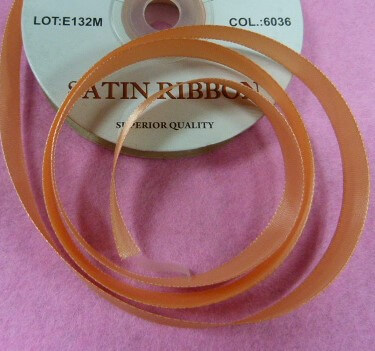 LOT:E132M COL.:6036
SATIN RIBBON
SUPERIOR QUALITY